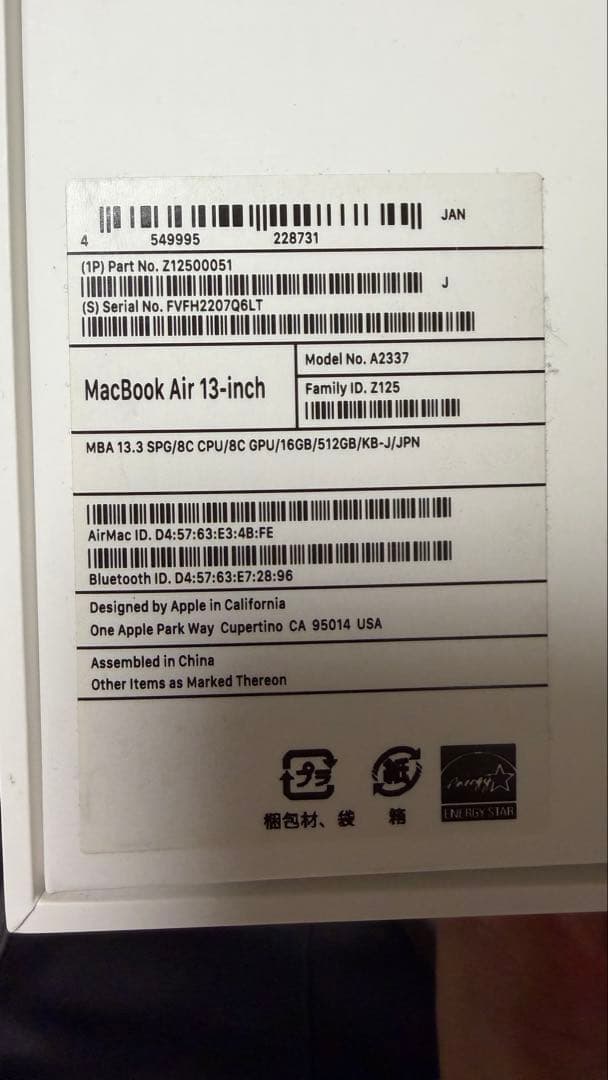 JAN
4 549995 228731
(1P) Part No. Z12500051
J
(S) Serial No. FVFH2207Q6LT
MacBook Air 13-inch
Model No. A2337
Family ID. Z125
MBA 13.3 SPG/8C CPU/8C GPU/16GB/512GB/KB-J/JPN
AirMac ID. D4:57:63:E3:4B:FE
Bluetooth ID. D4:57:63:E7:28:96
Designed by Apple in California
One Apple Park Way Cupertino CA 95014 USA
Assembled in China
Other Items as Marked Thereon
プラ
紙
energy
梱包材、袋
箱
ENERGY STAR